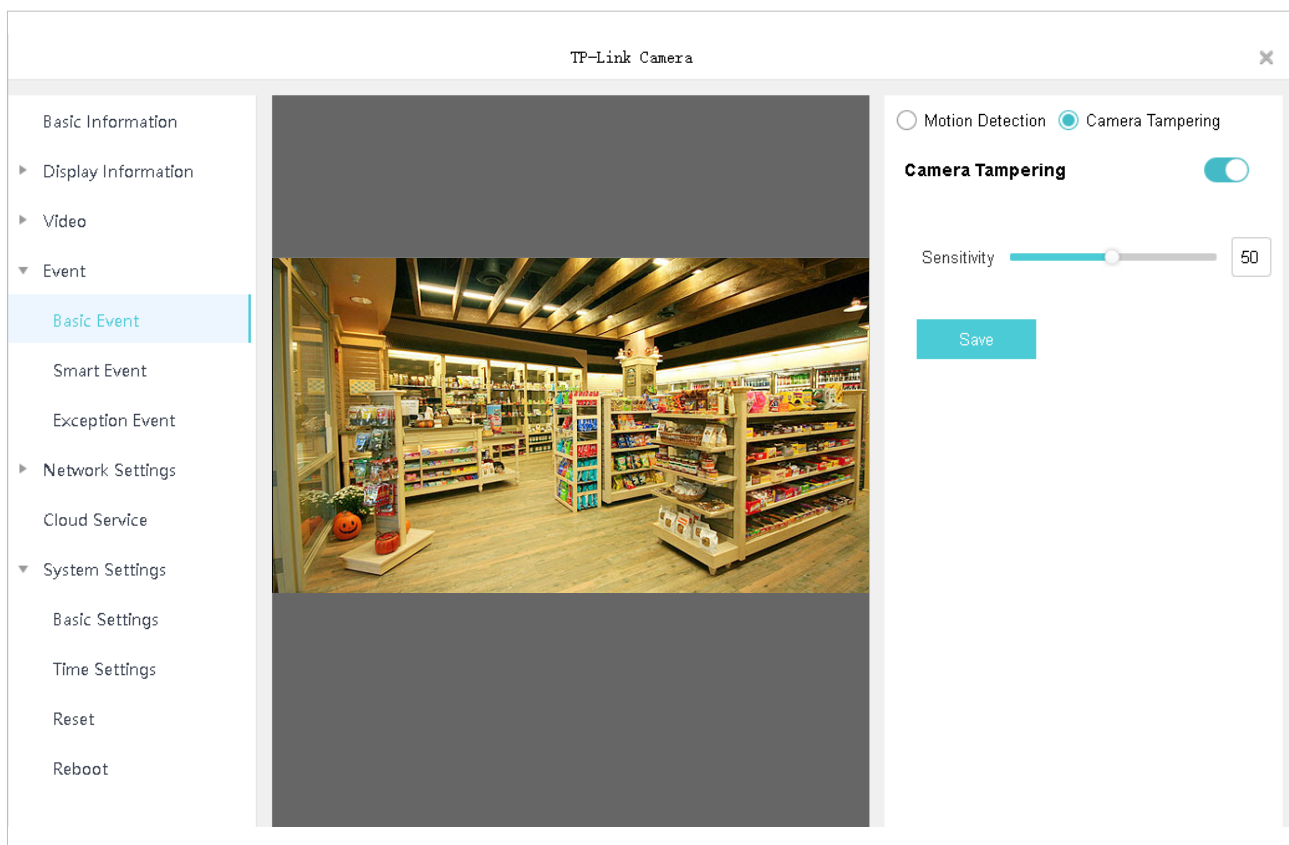 TP-Link Camera
Basic Information
Display Information
Video
Event
Basic Event
Smart Event
Exception Event
Network Settings
Cloud Service
System Settings
Basic Settings
Time Settings
Reset
Reboot
Motion Detection Camera Tampering
Camera Tampering
Sensitivity 50
Save